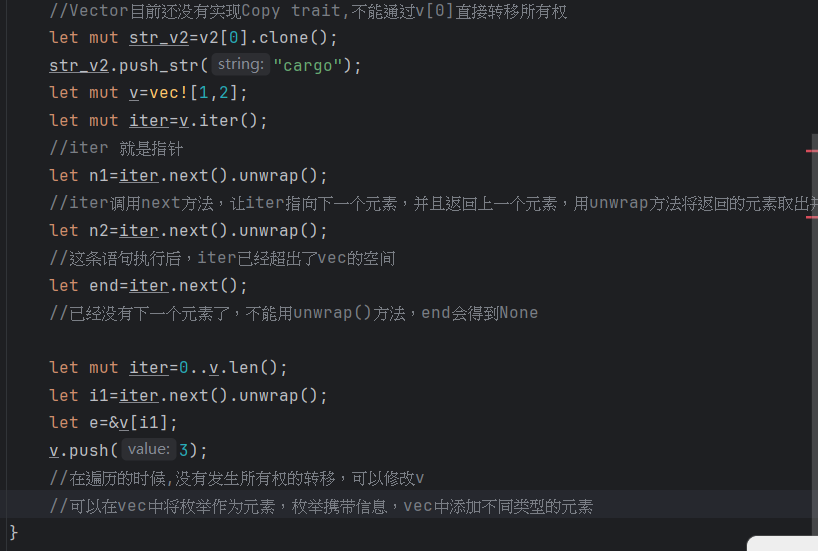 //Vector目前还没有实现Copy trait,不能通过v[0]直接转移所有权
let mut str_v2=v2[0].clone();
str_v2.push_str( string: "cargo");
let mut v=vec![1,2];
let mut iter=v.iter();
//iter 就是指针
let n1=iter.next().unwrap();
//iter调用next方法，让iter指向下一个元素，并且返回上一个元素，用unwrap方法将返回的元素取出
let n2=iter.next().unwrap();
//这条语句执行后，iter已经超出了vec的空间
let end=iter.next();
//已经没有下一个元素了，不能用unwrap()方法，end会得到None
let mut iter=0..v.len();
let i1=iter.next().unwrap();
let e=&v[i1];
v.push( value: 3);
//在遍历的时候,没有发生所有权的转移，可以修改v
//可以在vec中将枚举作为元素，枚举携带信息，vec中添加不同类型的元素
}